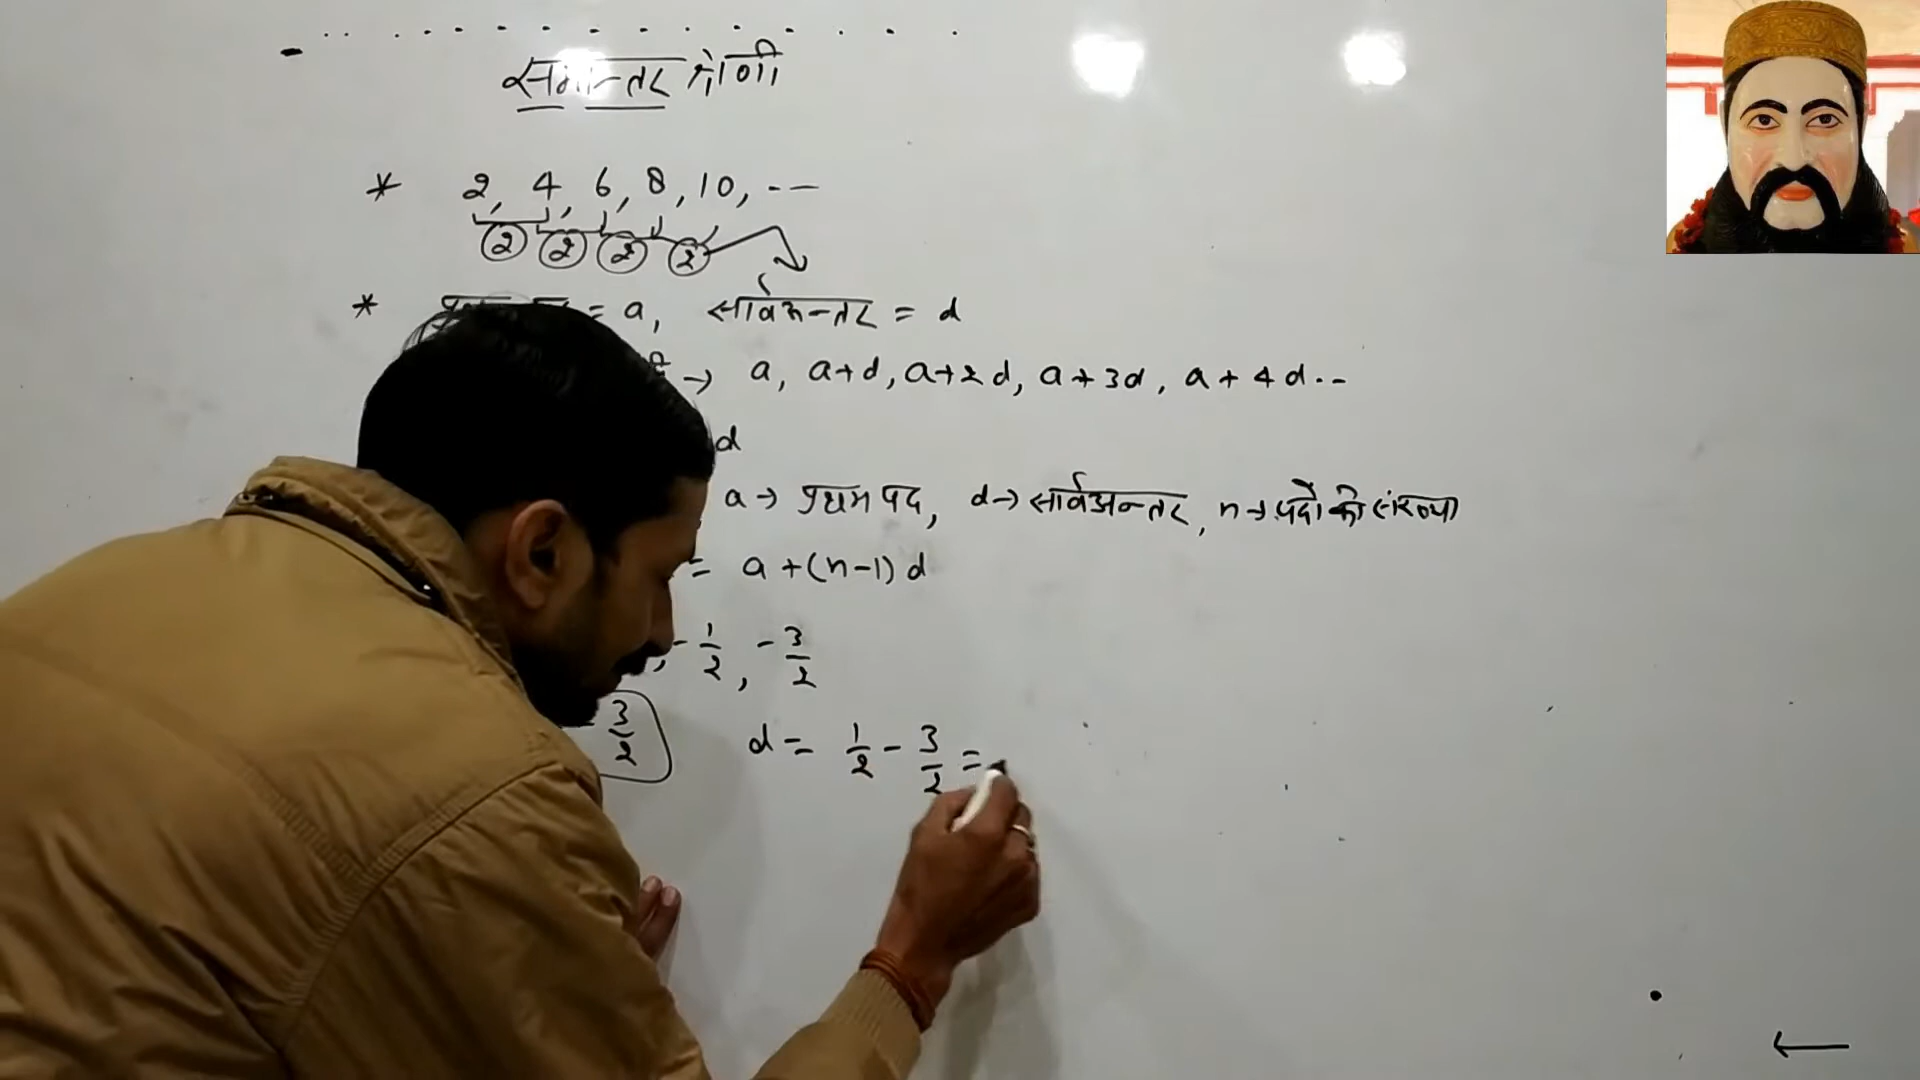 समान्तर श्रेणी
* 2, 4, 6, 8, 10, --
2 2 2 2
* = a, सार्वअन्तर = d
→ a, a+d, a+2d, a+3d, a+4d..
d
a → प्रथम पद, d → सार्वअन्तर, n → पदों की संख्या
= a+(n-1)d
, -1/2, -3/2
3/2 d = 1/2 - 3/2 =